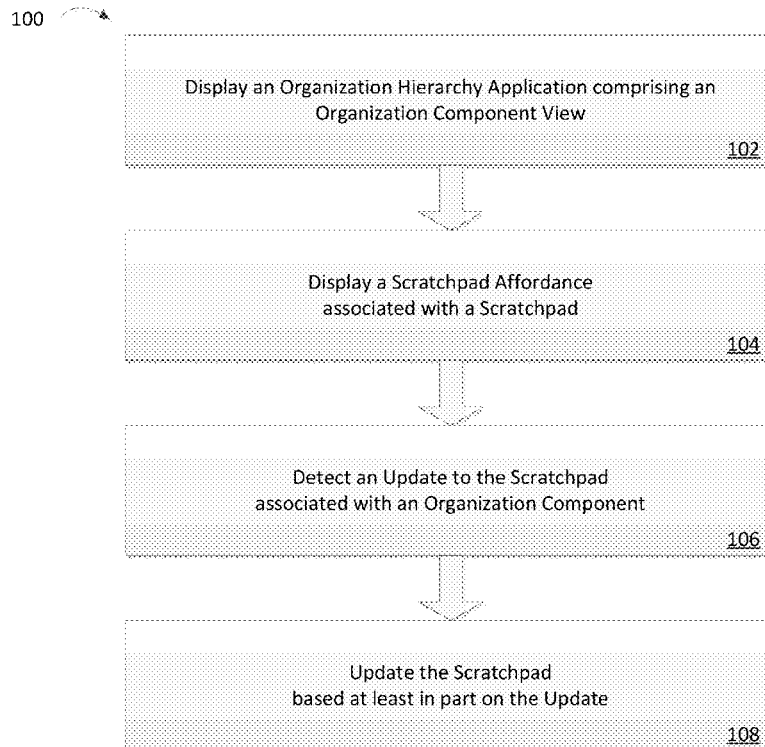 100
Display an Organization Hierarchy Application comprising an
Organization Component View
102
Display a Scratchpad Affordance
associated with a Scratchpad
104
Detect an Update to the Scratchpad
associated with an Organization Component
106
Update the Scratchpad
based at least in part on the Update
108